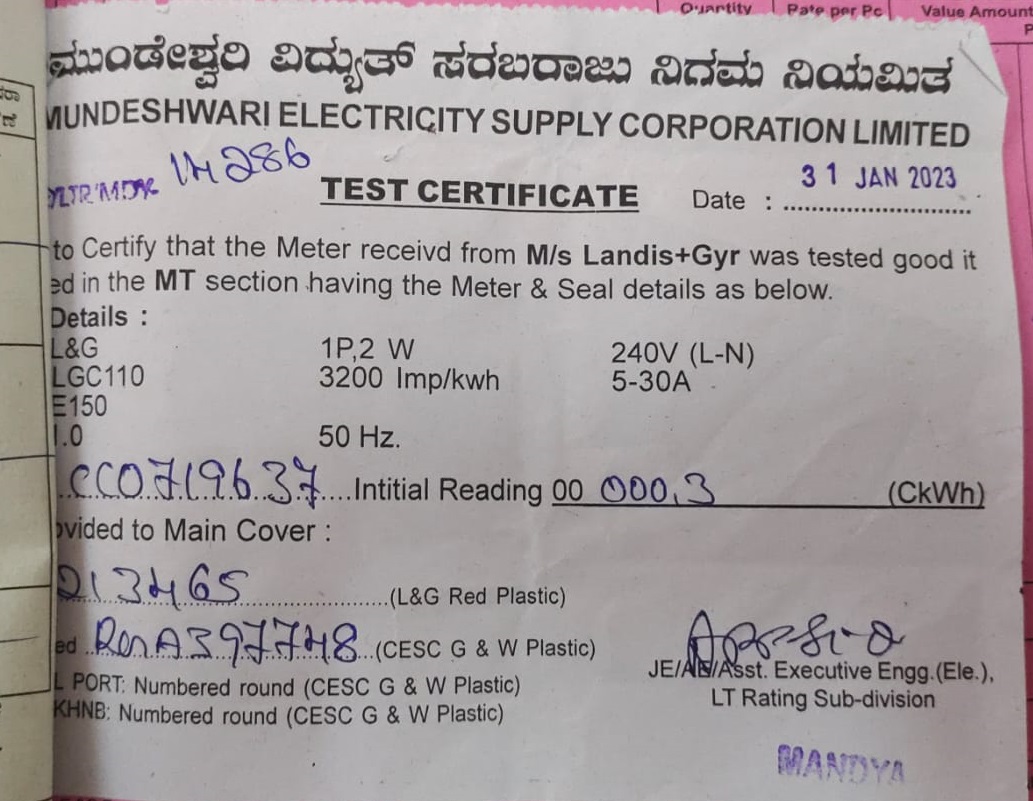 Quantity Rate per Pc Value Amount
ಮುಂಡೇಶ್ವರಿ ವಿದ್ಯುತ್ ಸರಬರಾಜು ನಿಗಮ ನಿಯಮಿತ
MUNDESHWARI ELECTRICITY SUPPLY CORPORATION LIMITED
14286
TEST CERTIFICATE Date : 31 JAN 2023
to Certify that the Meter receivd from M/s Landis+Gyr was tested good it
ed in the MT section having the Meter & Seal details as below.
Details :
L&G 1P,2 W 240V (L-N)
LGC110 3200 Imp/kwh 5-30A
E150
1.0 50 Hz.
CC0719637 Intitial Reading 00 000.3 (CkWh)
ovided to Main Cover :
213465 (L&G Red Plastic)
ed A397748 (CESC G & W Plastic)
L PORT: Numbered round (CESC G & W Plastic)
KHNB: Numbered round (CESC G & W Plastic)
JE/AE/Asst. Executive Engg.(Ele.),
LT Rating Sub-division
MANDYA